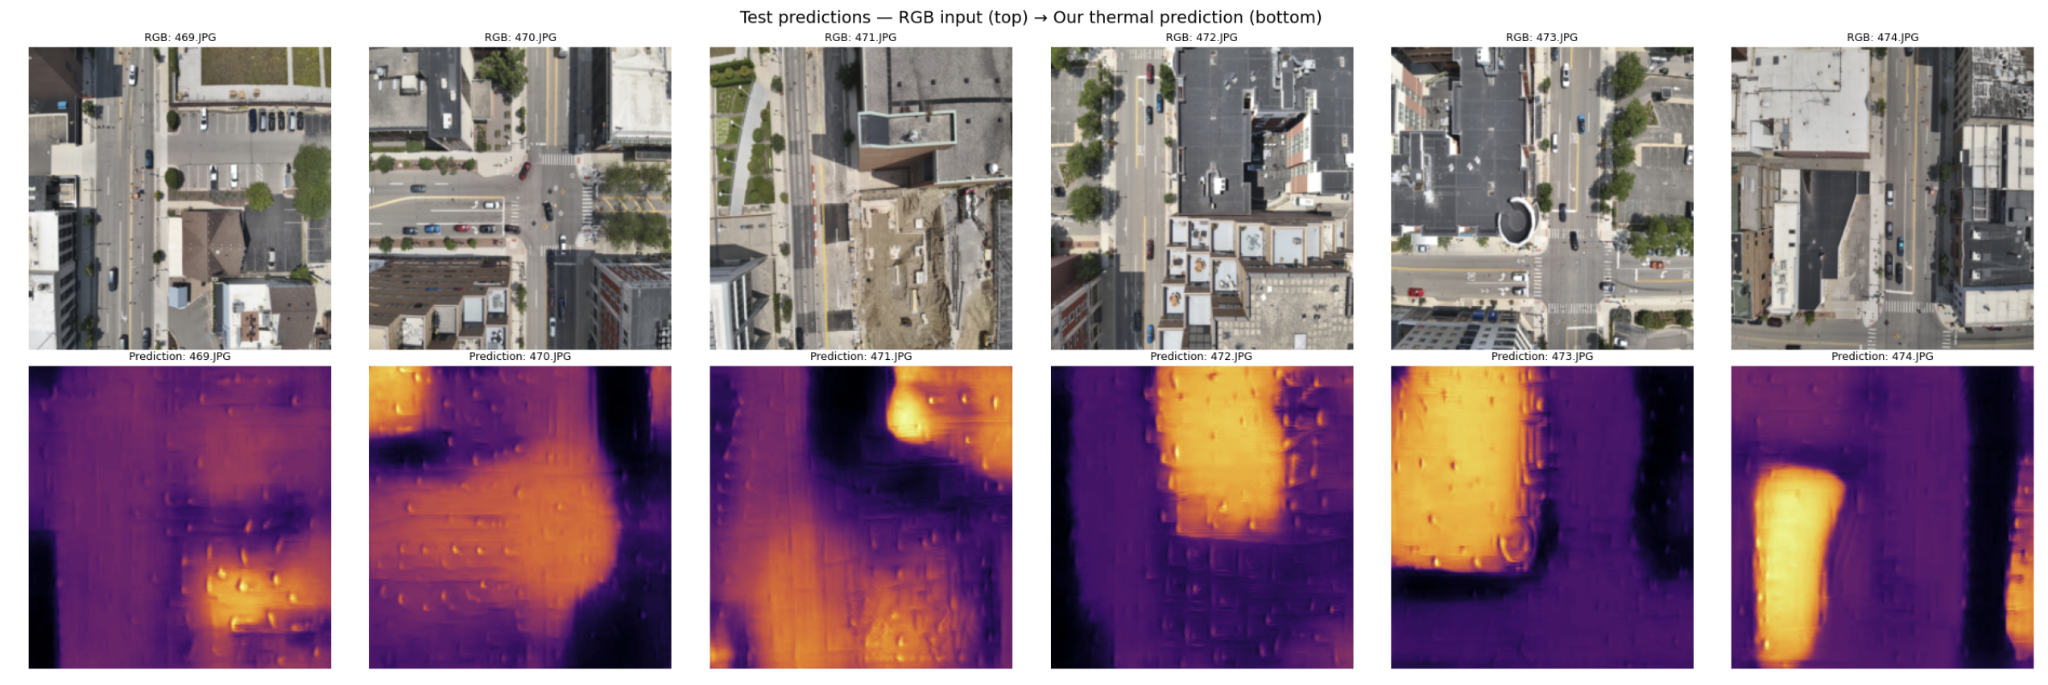 Test predictions — RGB input (top) → Our thermal prediction (bottom)
RGB: 469.JPG
RGB: 470.JPG
RGB: 471.JPG
RGB: 472.JPG
RGB: 473.JPG
RGB: 474.JPG
Prediction: 469.JPG
Prediction: 470.JPG
Prediction: 471.JPG
Prediction: 472.JPG
Prediction: 473.JPG
Prediction: 474.JPG